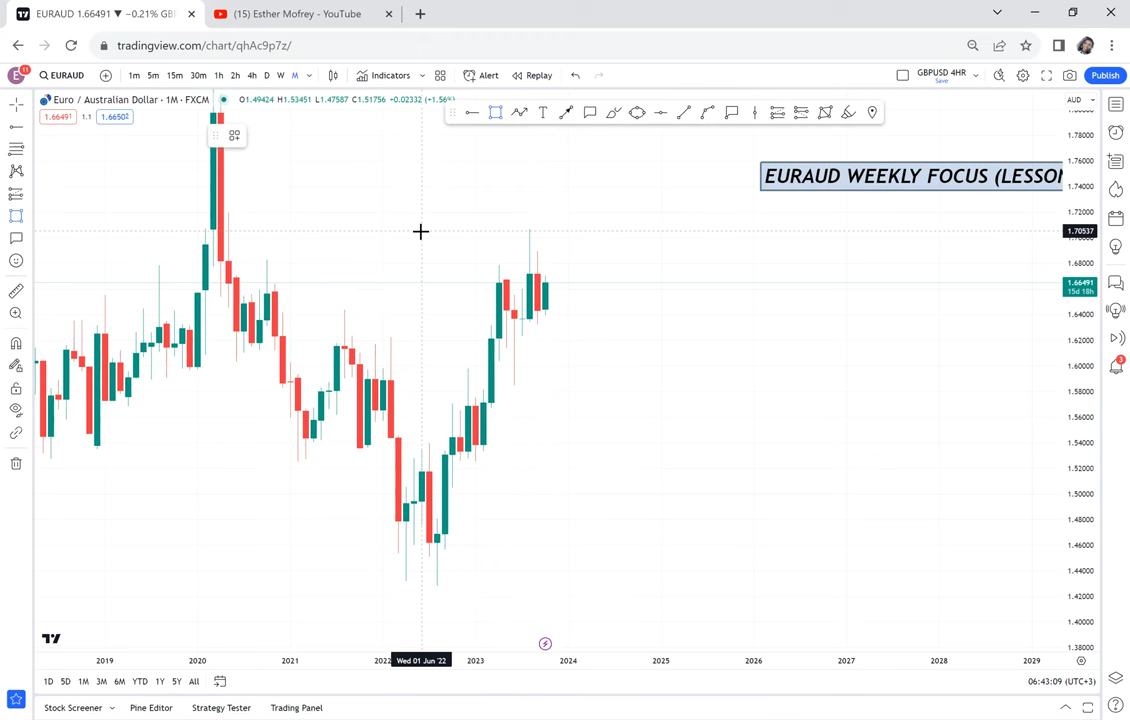 EURAUD 1.66491 ▼ −0.21% GBP
(15) Esther Mofrey - YouTube
tradingview.com/chart/qhAc9p7z/
E 11 EURAUD 1m 5m 15m 30m 1h 2h 4h D W M Indicators Alert Replay GBPUSD 4HR Save Publish
Euro / Australian Dollar · 1M · FXCM O1.49424 H1.53451 L1.47587 C1.51756 +0.02332 (+1.56%
AUD
1.66491 1.1 1.66502
1.80000
1.78000
1.76000
EURAUD WEEKLY FOCUS (LESSON
1.74000
1.72000
1.70537
1.68000
1.66491
15d 18h
1.64000
1.62000
1.60000
3
1.58000
1.56000
1.54000
1.52000
1.50000
1.48000
1.46000
1.44000
1.42000
1.40000
1.38000
2019 2020 2021 2022 Wed 01 Jun '22 2023 2024 2025 2026 2027 2028 2029
1D 5D 1M 3M 6M YTD 1Y 5Y All 06:43:09 (UTC+3)
Stock Screener Pine Editor Strategy Tester Trading Panel